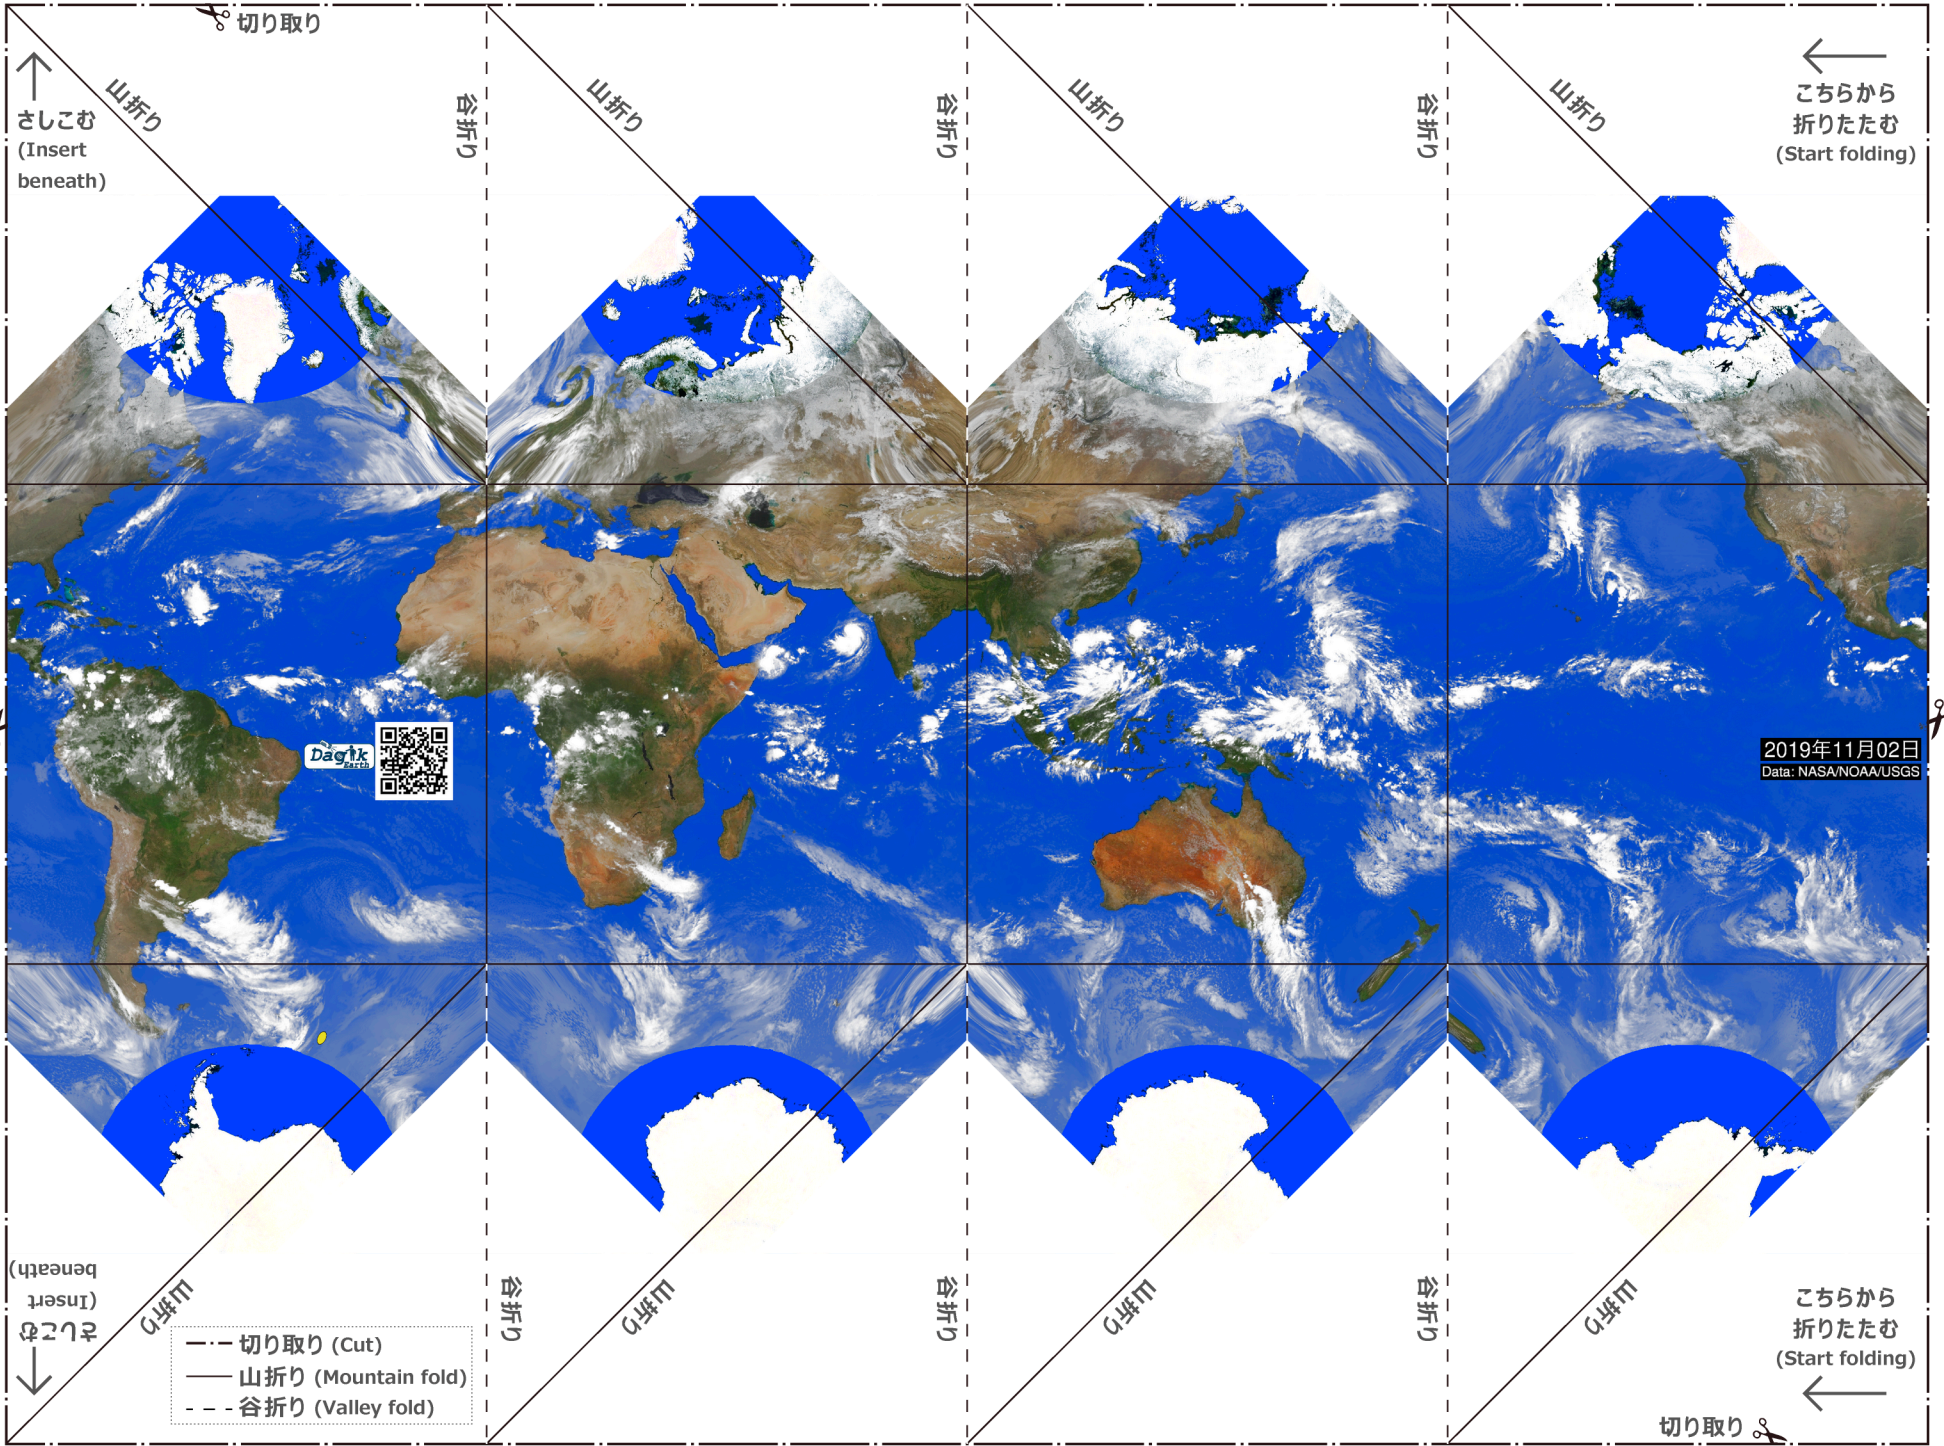 切り取り
山折り
谷折り
山折り
谷折り
山折り
谷折り
山折り
さしこむ
(Insert
beneath)
こちらから
折りたたむ
(Start folding)
Dagik
Earth
2019年11月02日
Data: NASA/NOAA/USGS
さしこむ
(Insert
beneath)
山折り
谷折り
山折り
谷折り
山折り
谷折り
山折り
こちらから
折りたたむ
(Start folding)
切り取り (Cut)
山折り (Mountain fold)
谷折り (Valley fold)
切り取り